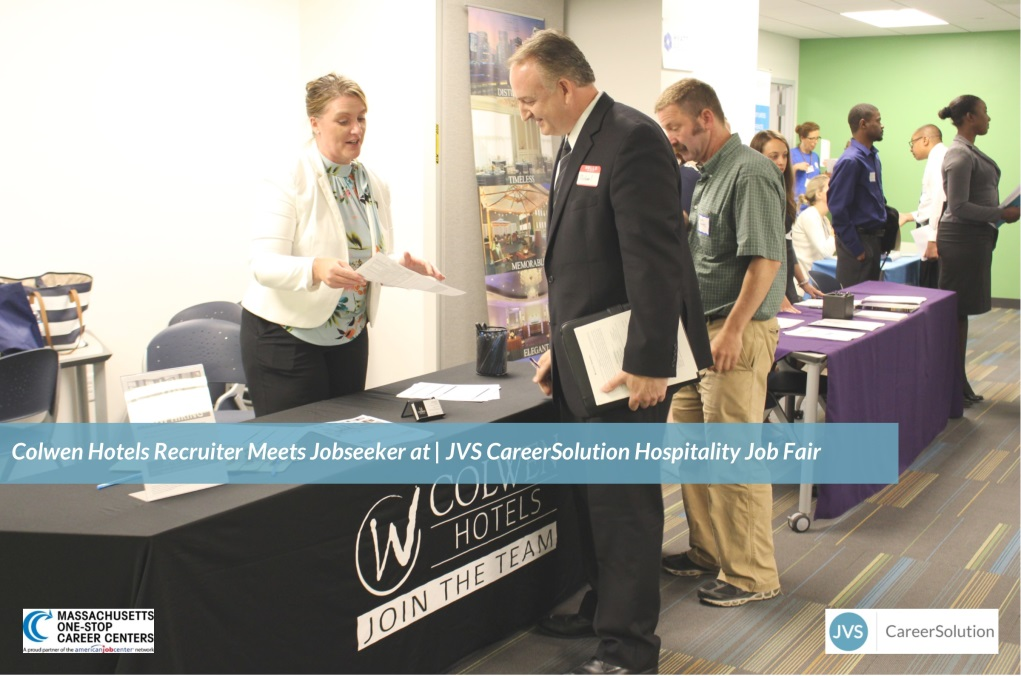 TIMELESS
MEMORABLE
ELEGANT
Colwen Hotels Recruiter Meets Jobseeker at | JVS CareerSolution Hospitality Job Fair
W
COLWEN
HOTELS
JOIN THE TEAM
MASSACHUSETTS
ONE-STOP
CAREER CENTERS
A proud partner of the americanjobcenter network
JVS CareerSolution